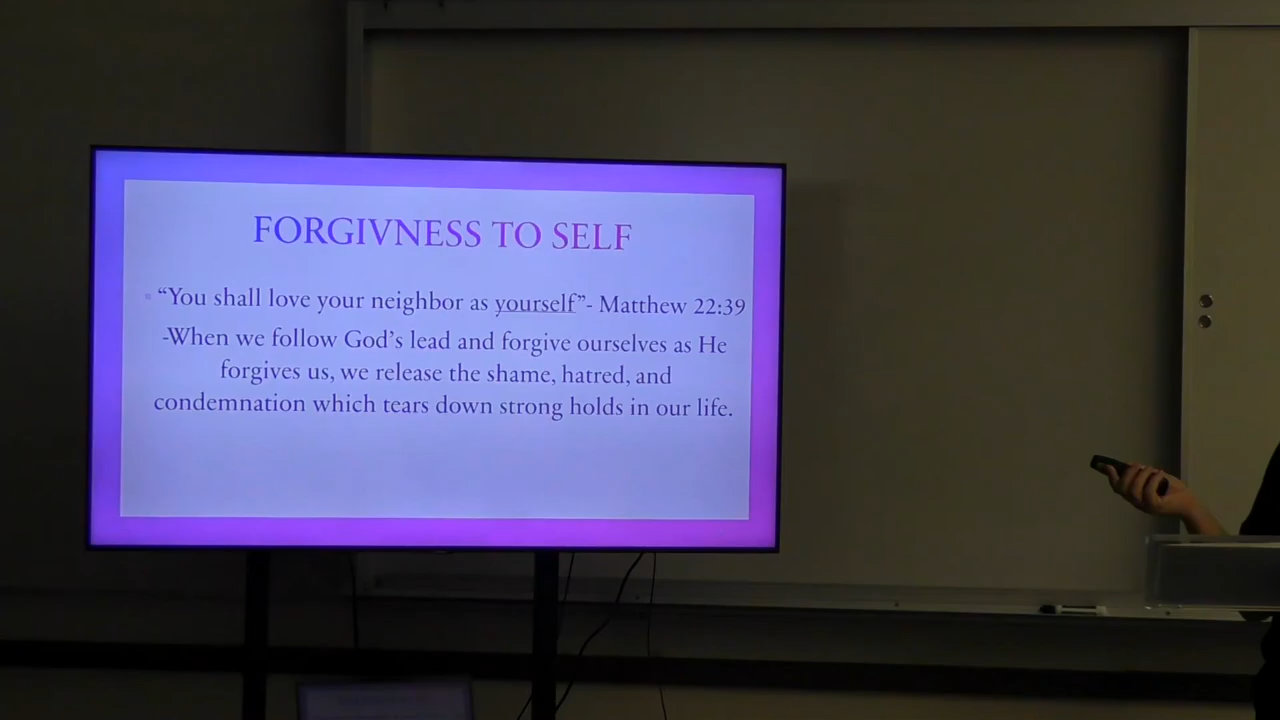 FORGIVNESS TO SELF
“You shall love your neighbor as yourself”- Matthew 22:39
-When we follow God’s lead and forgive ourselves as He
forgives us, we release the shame, hatred, and
condemnation which tears down strong holds in our life.